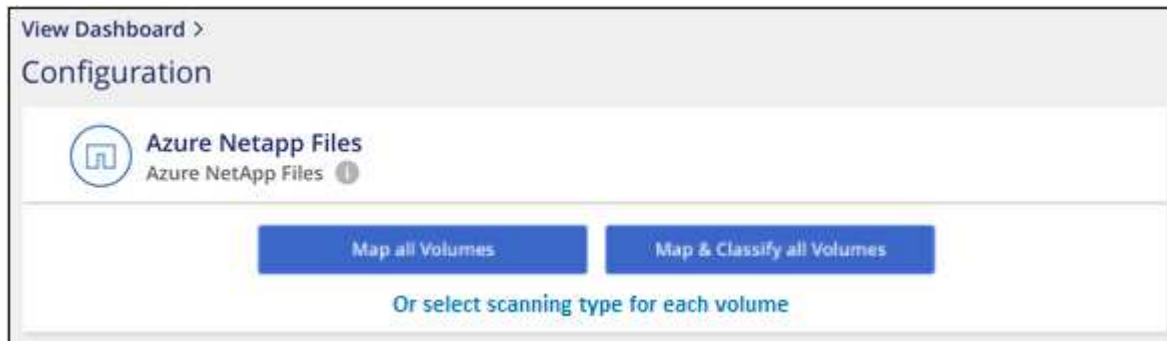 View Dashboard >
Configuration
Azure Netapp Files
Azure NetApp Files
Map all Volumes
Map & Classify all Volumes
Or select scanning type for each volume